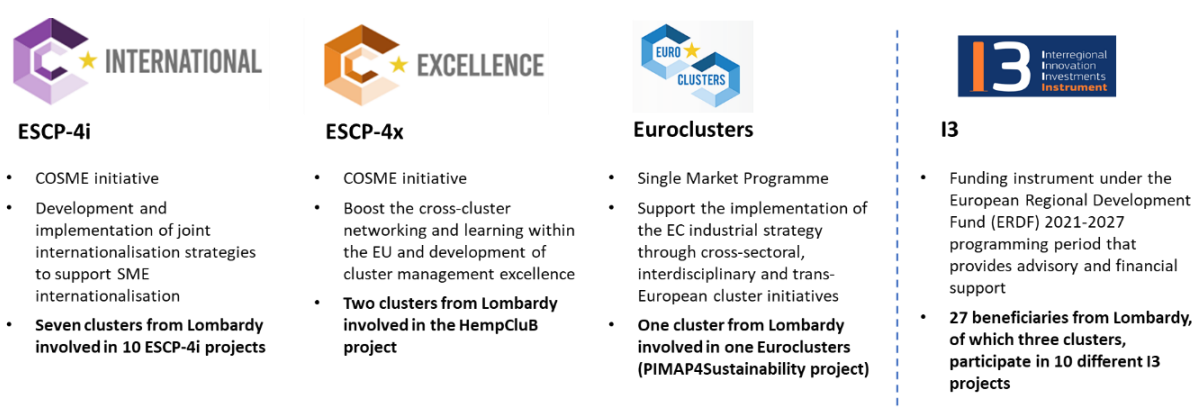 INTERNATIONAL
ESCP-4i
• COSME initiative
• Development and
implementation of joint
internationalisation strategies
to support SME
internationalisation
• Seven clusters from Lombardy
involved in 10 ESCP-4i projects
EXCELLENCE
ESCP-4x
• COSME initiative
• Boost the cross-cluster
networking and learning within
the EU and development of
cluster management excellence
• Two clusters from Lombardy
involved in the HempCluB
project
EURO
CLUSTERS
Euroclusters
• Single Market Programme
• Support the implementation of
the EC industrial strategy
through cross-sectoral,
interdisciplinary and trans-
European cluster initiatives
• One cluster from Lombardy
involved in one Euroclusters
(PIMAP4Sustainability project)
I3
Interregional
Innovation
Investments
Instrument
I3
• Funding instrument under the
European Regional Development
Fund (ERDF) 2021-2027
programming period that
provides advisory and financial
support
• 27 beneficiaries from Lombardy,
of which three clusters,
participate in 10 different I3
projects